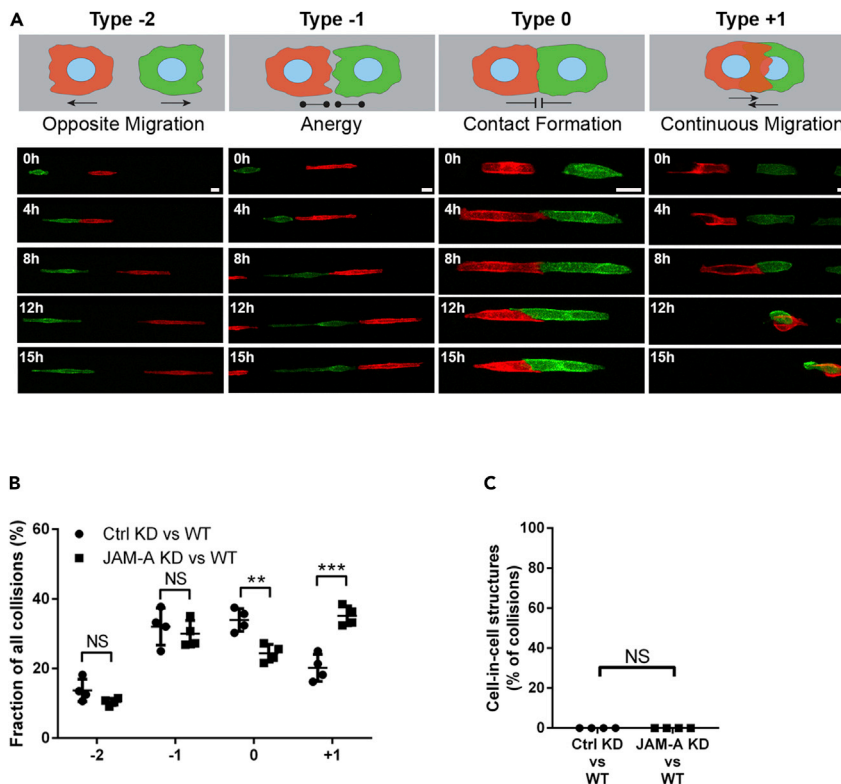 A
Type -2
Type -1
Type 0
Type +1
Opposite Migration
Anergy
Contact Formation
Continuous Migration
0h
0h
0h
0h
4h
4h
4h
4h
8h
8h
8h
8h
12h
12h
12h
12h
15h
15h
15h
15h
B
Fraction of all collisions (%)
60
40
20
0
Ctrl KD vs WT
JAM-A KD vs WT
NS
NS
**
***
-2
-1
0
+1
C
Cell-in-cell structures
(% of collisions)
100
80
60
40
20
0
NS
Ctrl KD
vs
WT
JAM-A KD
vs
WT